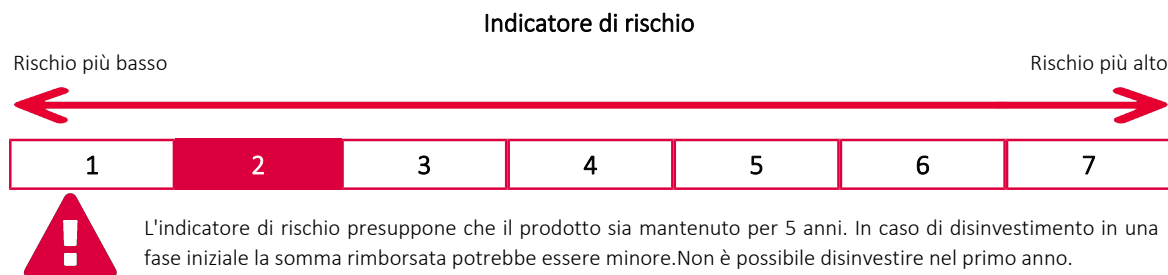 Indicatore di rischio
Rischio più basso
Rischio più alto
1 2 3 4 5 6 7
L'indicatore di rischio presuppone che il prodotto sia mantenuto per 5 anni. In caso di disinvestimento in una
fase iniziale la somma rimborsata potrebbe essere minore.Non è possibile disinvestire nel primo anno.